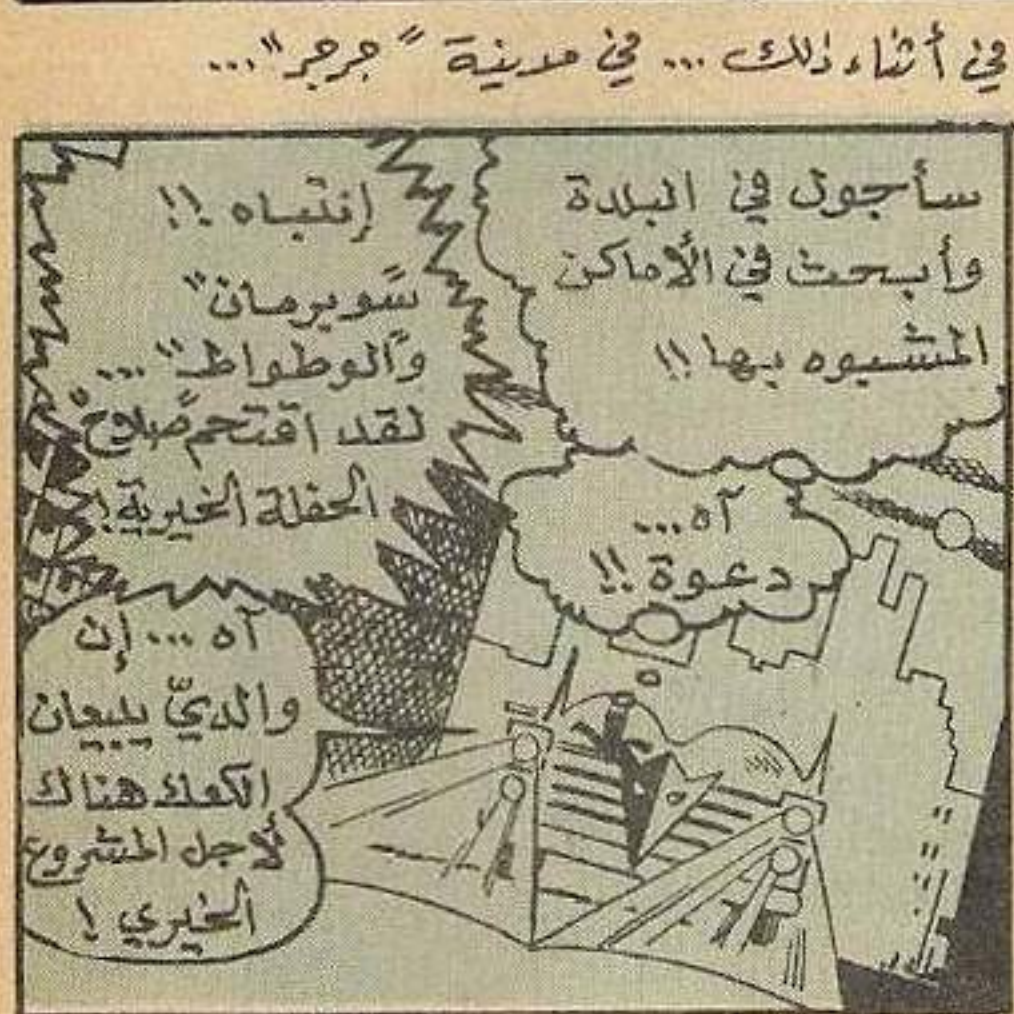 في أثناء ذلك ... في مدينة "جرجر"...
سأجول في البلدة
وأبحث في الأماكن
المشبوه بها !!
آه ...
دعوة !!
إنتباه !!
"سوبرمان"
و"الوطواط" ...
لقد اقتحم "صلاح"
الحفلة الخيرية !
آه ... إن
والديّ يبيعان
الكعك هناك
لأجل المشروع
الخيري !